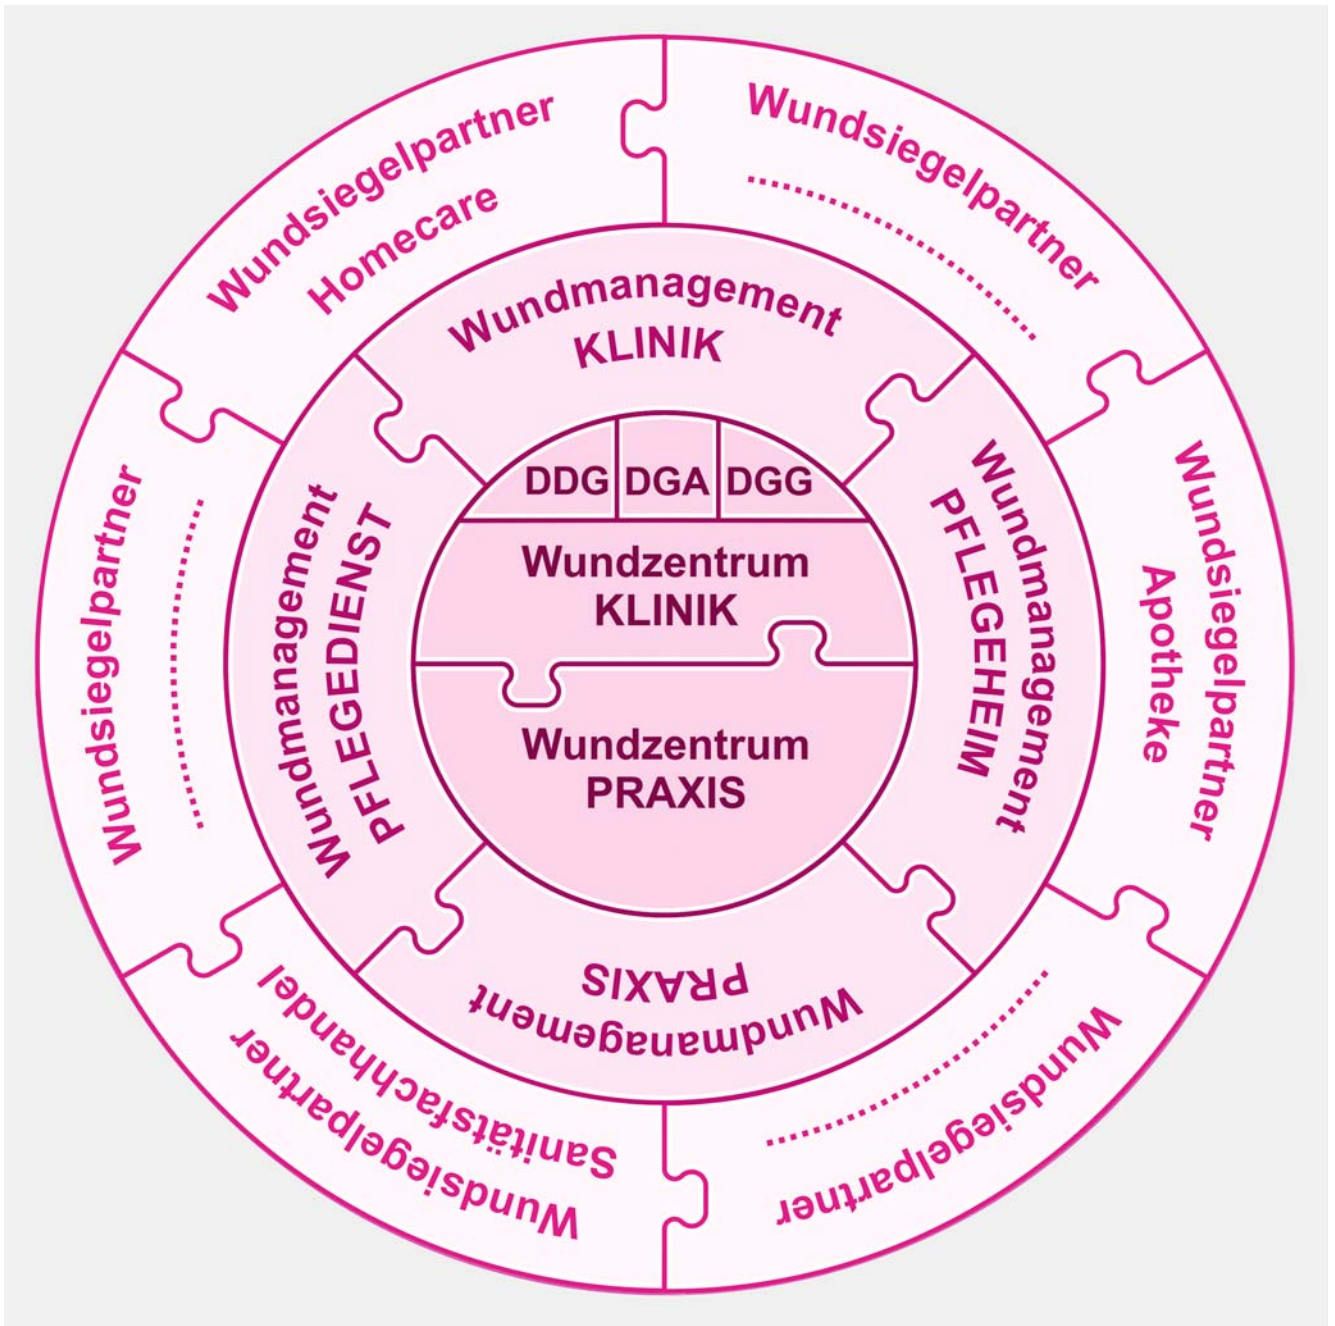 Wundsiegelpartner
Homecare
Wundsiegelpartner
....................
Wundsiegelpartner
Apotheke
Wundsiegelpartner
....................
Wundsiegelpartner
Sanitätsfachhandel
Wundsiegelpartner
....................
Wundmanagement
KLINIK
Wundmanagement
PFLEGEHEIM
Wundmanagement
PRAXIS
Wundmanagement
PFLEGEDIENST
DDG DGA DGG
Wundzentrum
KLINIK
Wundzentrum
PRAXIS